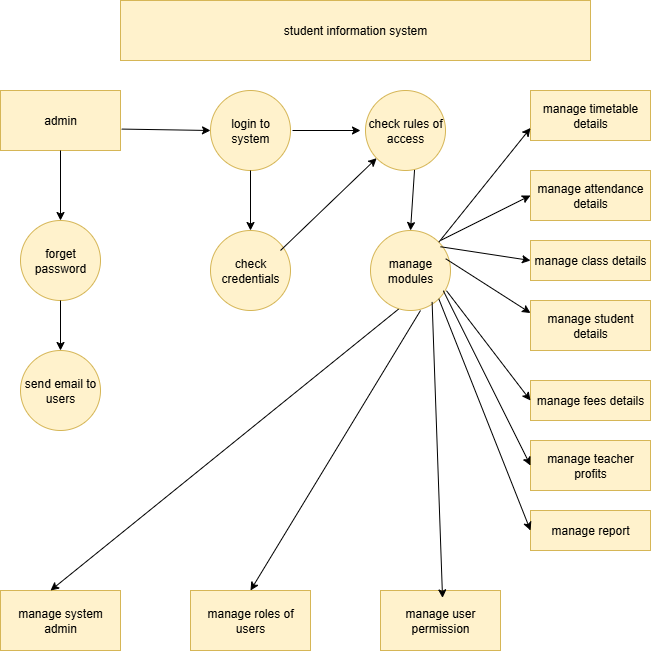 student information system
admin
login to
system
check rules of
access
manage timetable
details
manage attendance
details
forget
password
check
credentials
manage
modules
manage class details
manage student
details
send email to
users
manage fees details
manage teacher
profits
manage report
manage system
admin
manage roles of
users
manage user
permission